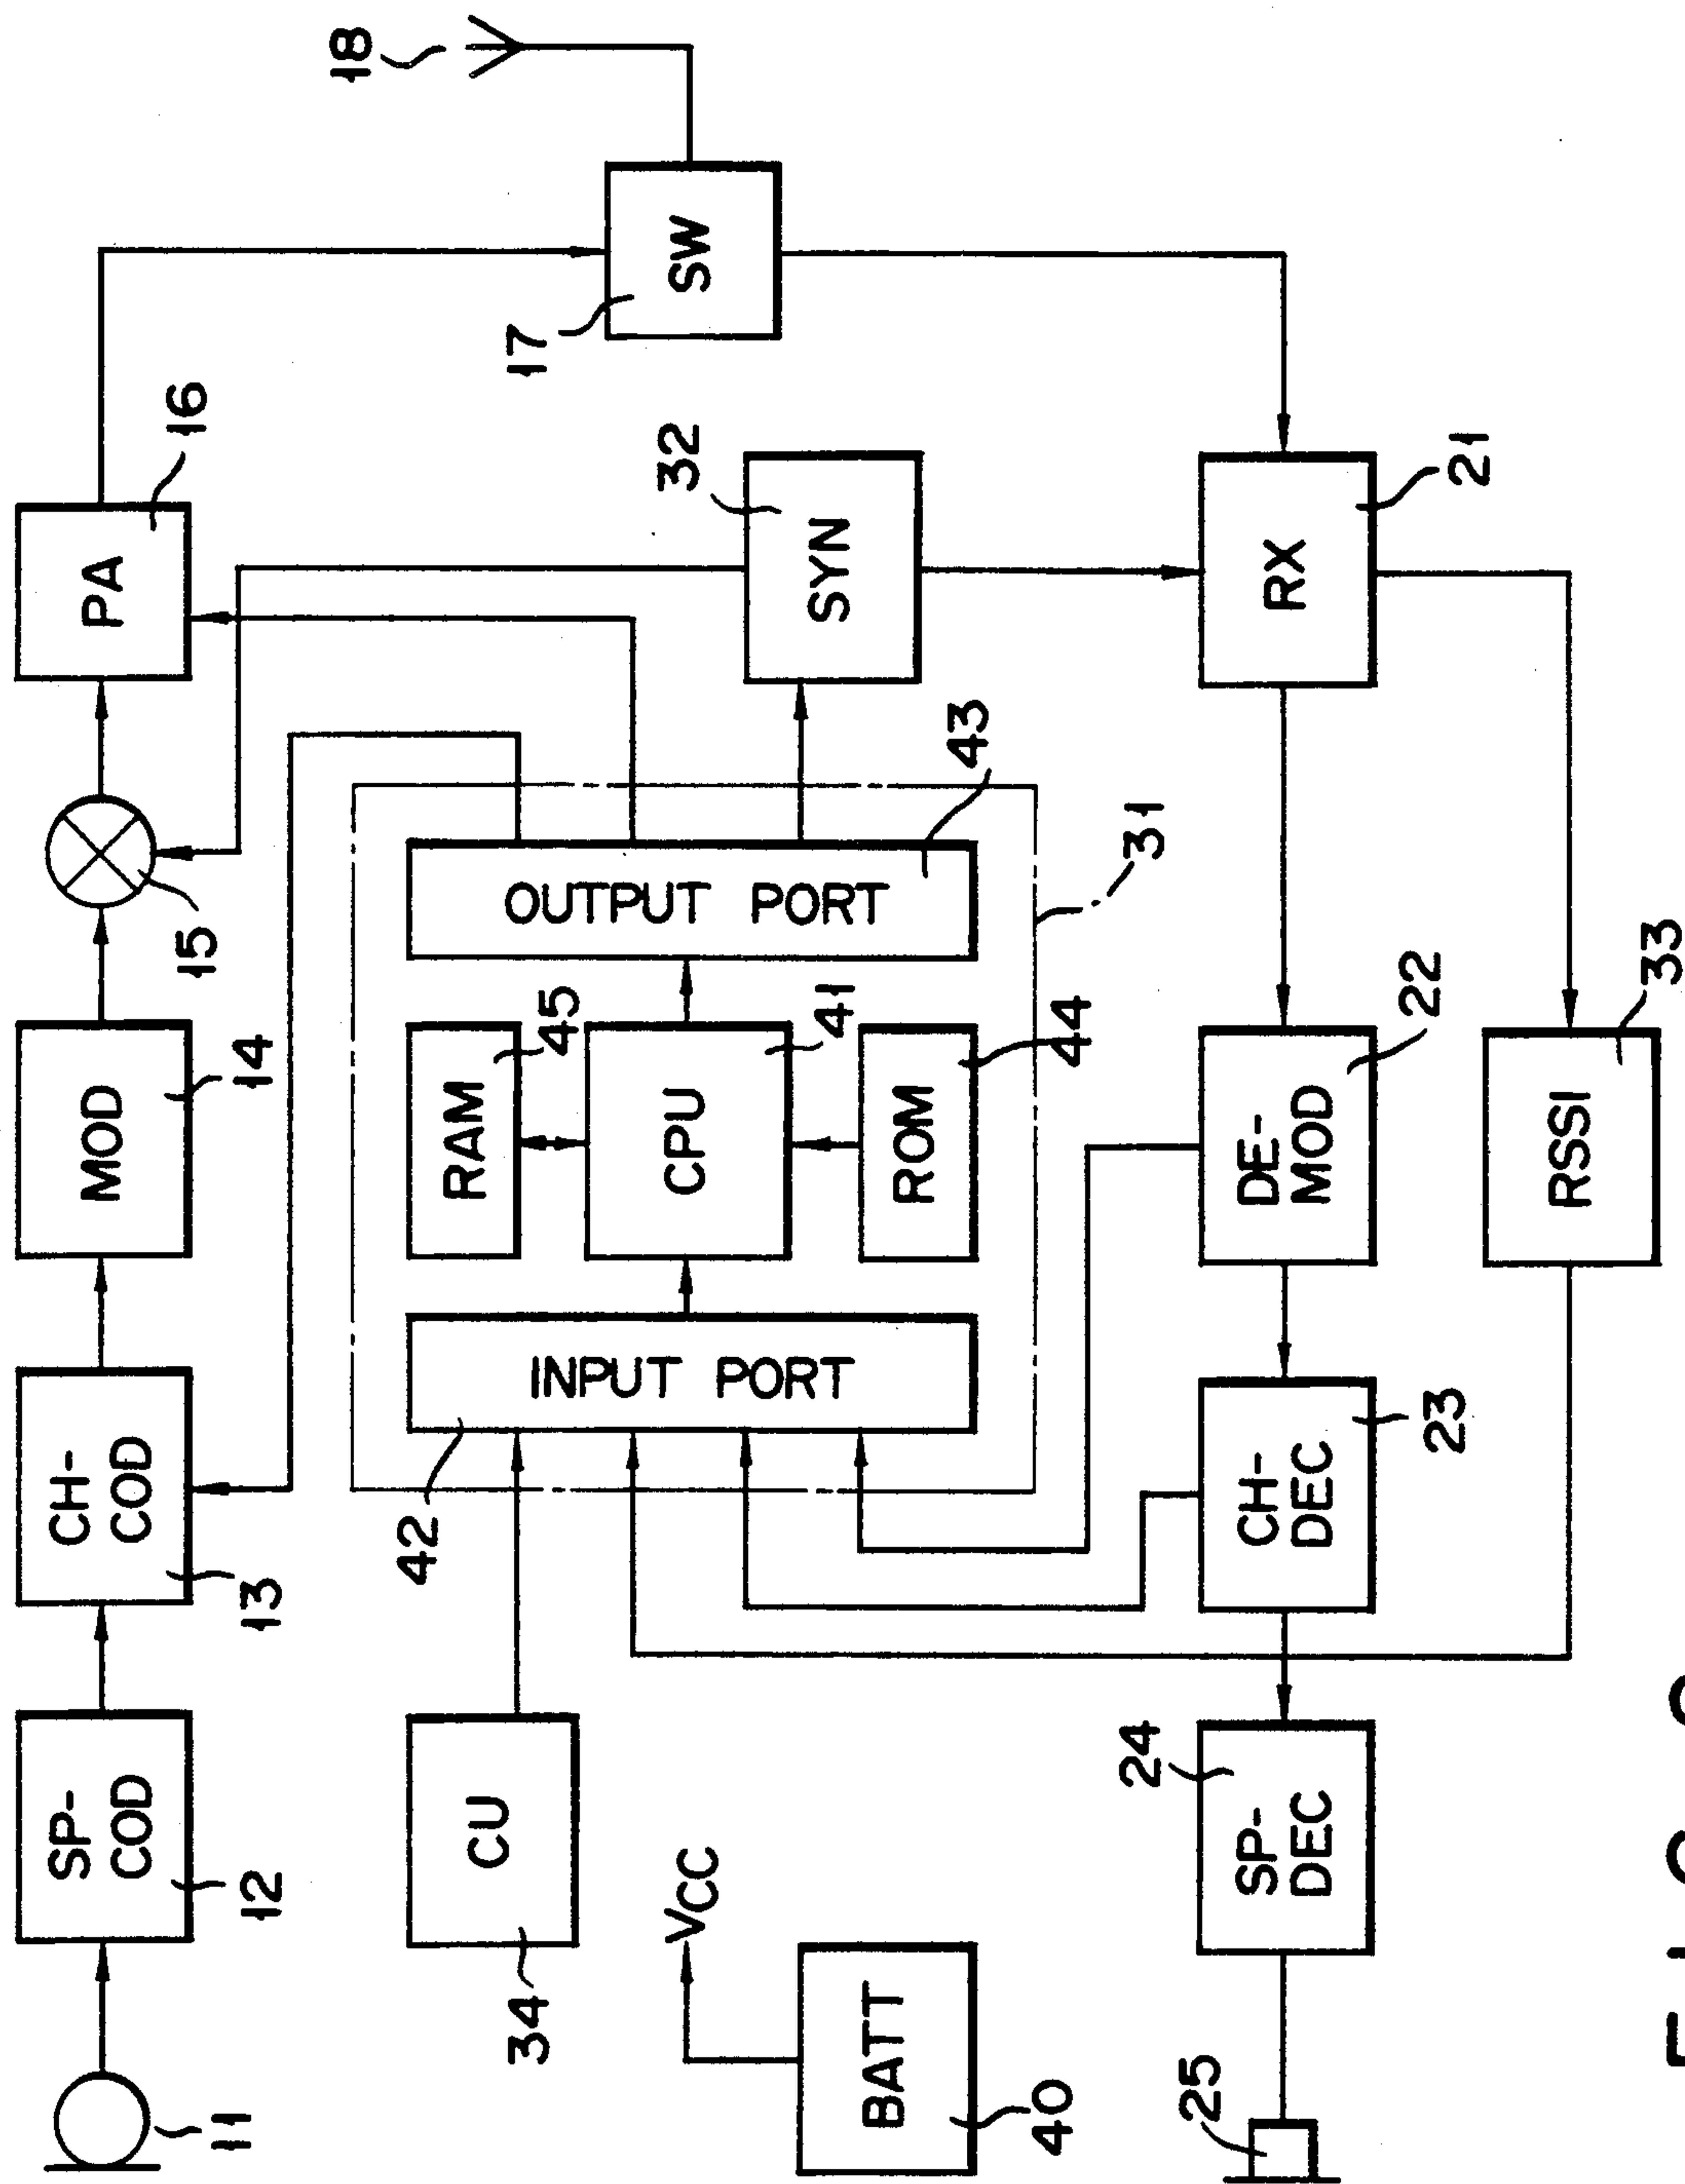 SP-
COD
CH-
COD
MOD
PA
11
12
13
14
15
16
18
42
RAM
45
CU
34
17
INPUT PORT
CPU
41
OUTPUT PORT
43
32
SW
VCC
ROM
44
SYN
BATT
40
31
24
25
SP-
DEC
CH-
DEC
DE-
MOD
RX
23
22
21
RSSI
33